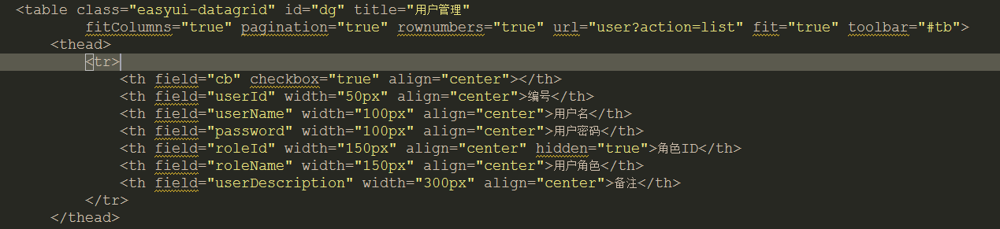 <table class="easyui-datagrid" id="dg" title="用户管理"
fitColumns="true" pagination="true" rownumbers="true" url="user?action=list" fit="true" toolbar="#tb">
<thead>
<tr>
<th field="cb" checkbox="true" align="center"></th>
<th field="userId" width="50px" align="center">编号</th>
<th field="userName" width="100px" align="center">用户名</th>
<th field="password" width="100px" align="center">用户密码</th>
<th field="roleId" width="150px" align="center" hidden="true">角色ID</th>
<th field="roleName" width="150px" align="center">用户角色</th>
<th field="userDescription" width="300px" align="center">备注</th>
</tr>
</thead>